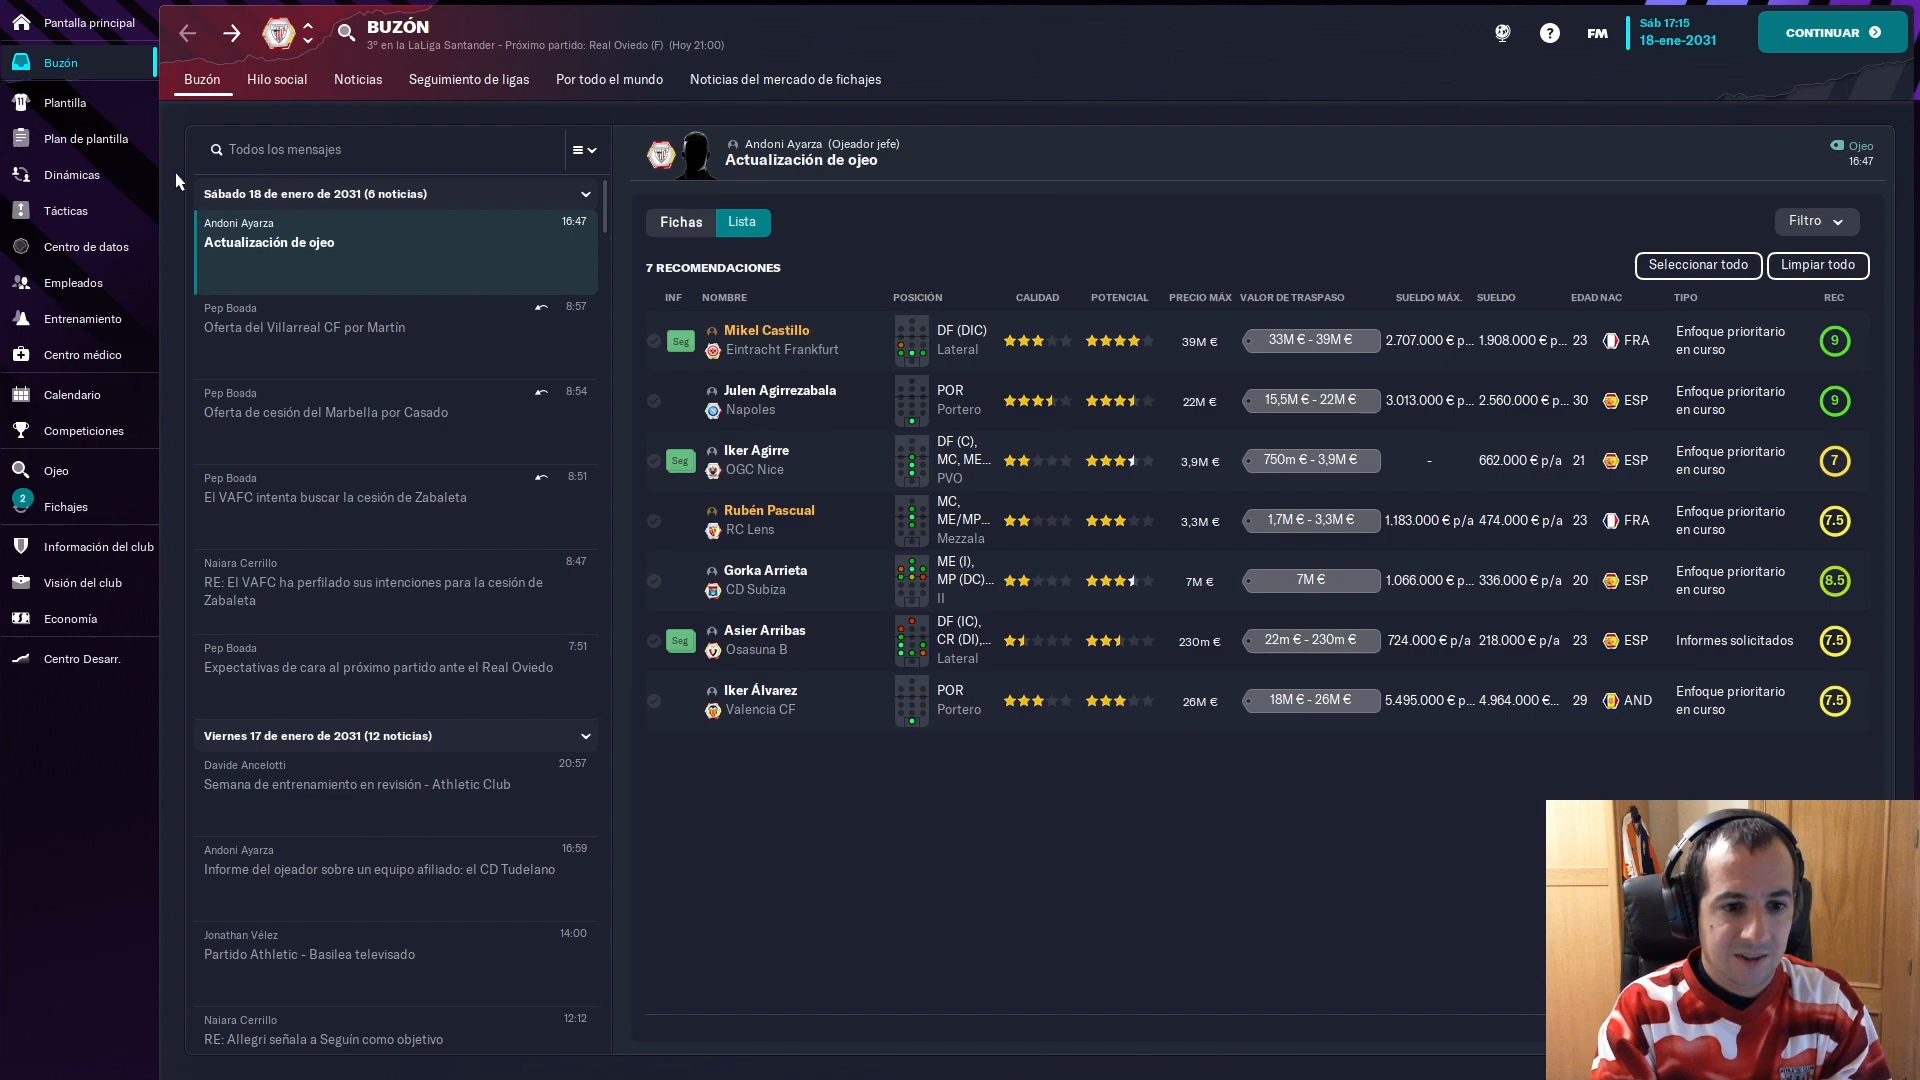 Pantalla principal
Buzón
Plantilla
Plan de plantilla
Dinámicas
Tácticas
Centro de datos
Empleados
Entrenamiento
Centro médico
Calendario
Competiciones
Ojeo
2
Fichajes
Información del club
Visión del club
Economía
Centro Desarr.
BUZÓN
3º en la LaLiga Santander - Próximo partido: Real Oviedo (F) (Hoy 21:00)
FM
Sáb 17:15
18-ene-2031
CONTINUAR
Buzón Hilo social Noticias Seguimiento de ligas Por todo el mundo Noticias del mercado de fichajes
Todos los mensajes
Sábado 18 de enero de 2031 (6 noticias)
Andoni Ayarza 16:47
Actualización de ojeo
Pep Boada 8:57
Oferta del Villarreal CF por Martín
Pep Boada 8:54
Oferta de cesión del Marbella por Casado
Pep Boada 8:51
El VAFC intenta buscar la cesión de Zabaleta
Naiara Cerrillo 8:47
RE: El VAFC ha perfilado sus intenciones para la cesión de
Zabaleta
Pep Boada 7:51
Expectativas de cara al próximo partido ante el Real Oviedo
Viernes 17 de enero de 2031 (12 noticias)
Davide Ancelotti 20:57
Semana de entrenamiento en revisión - Athletic Club
Andoni Ayarza 16:59
Informe del ojeador sobre un equipo afiliado: el CD Tudelano
Jonathan Vélez 14:00
Partido Athletic - Basilea televisado
Naiara Cerrillo 12:12
RE: Allegri señala a Seguín como objetivo
Andoni Ayarza (Ojeador jefe)
Actualización de ojeo
Ojeo
16:47
Fichas Lista
Filtro
7 RECOMENDACIONES
Seleccionar todo Limpiar todo
INF NOMBRE POSICIÓN CALIDAD POTENCIAL PRECIO MÁX VALOR DE TRASPASO SUELDO MÁX. SUELDO EDAD NAC TIPO REC
Seg Mikel Castillo DF (DIC) 39M € 33M € - 39M € 2.707.000 € p... 1.908.000 € p... 23 FRA Enfoque prioritario 9
Eintracht Frankfurt Lateral en curso
Julen Agirrezabala POR 22M € 15,5M € - 22M € 3.013.000 € p... 2.560.000 € p... 30 ESP Enfoque prioritario 9
Napoles Portero en curso
Seg Iker Agirre DF (C), 3,9M € 750m € - 3,9M € - 662.000 € p/a 21 ESP Enfoque prioritario 7
OGC Nice MC, ME... en curso
PVO
Rubén Pascual MC, 3,3M € 1,7M € - 3,3M € 1.183.000 € p/a 474.000 € p/a 23 FRA Enfoque prioritario 7.5
RC Lens ME/MP... en curso
Mezzala
Gorka Arrieta ME (I), 7M € 7M € 1.066.000 € p... 336.000 € p/a 20 ESP Enfoque prioritario 8.5
CD Subiza MP (DC)... en curso
II
Seg Asier Arribas DF (IC), 230m € 22m € - 230m € 724.000 € p/a 218.000 € p/a 23 ESP Informes solicitados 7.5
Osasuna B CR (DI),...
Lateral
Iker Álvarez POR 26M € 18M € - 26M € 5.495.000 € p... 4.964.000 €... 29 AND Enfoque prioritario 7.5
Valencia CF Portero en curso